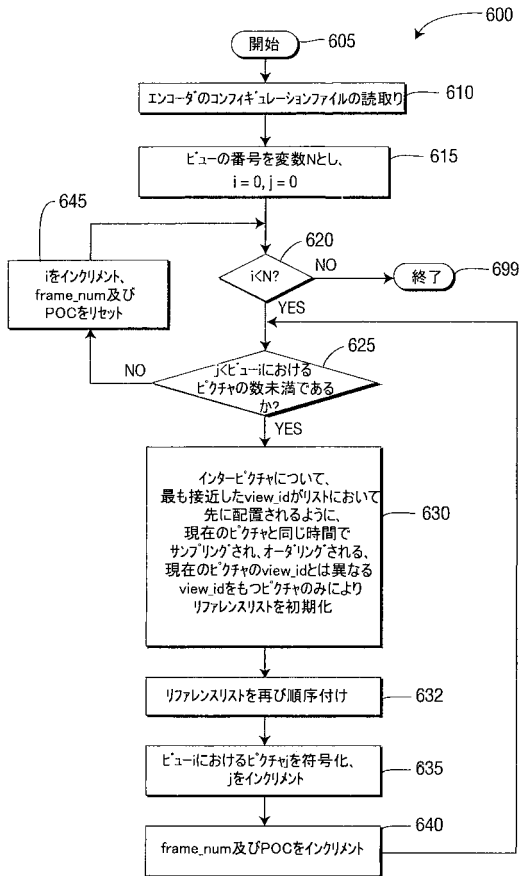 600
開始
605
エンコーダのコンフィギュレーションファイルの読取り
610
ビューの番号を変数Nとし、
i = 0, j = 0
615
645
iをインクリメント、
frame_num及び
POCをリセット
620
i<N?
NO
終了
699
YES
625
NO
j<ビューiにおける
ピクチャの数未満である
か?
YES
インターピクチャについて、
最も接近したview_idがリストにおいて
先に配置されるように、
現在のピクチャと同じ時間で
サンプリングされ、オーダリングされる、
現在のピクチャのview_idとは異なる
view_idをもつピクチャのみにより
リファレンスリストを初期化
630
リファレンスリストを再び順序付け
632
ビューiにおけるピクチャjを符号化、
jをインクリメント
635
frame_num及びPOCをインクリメント
640